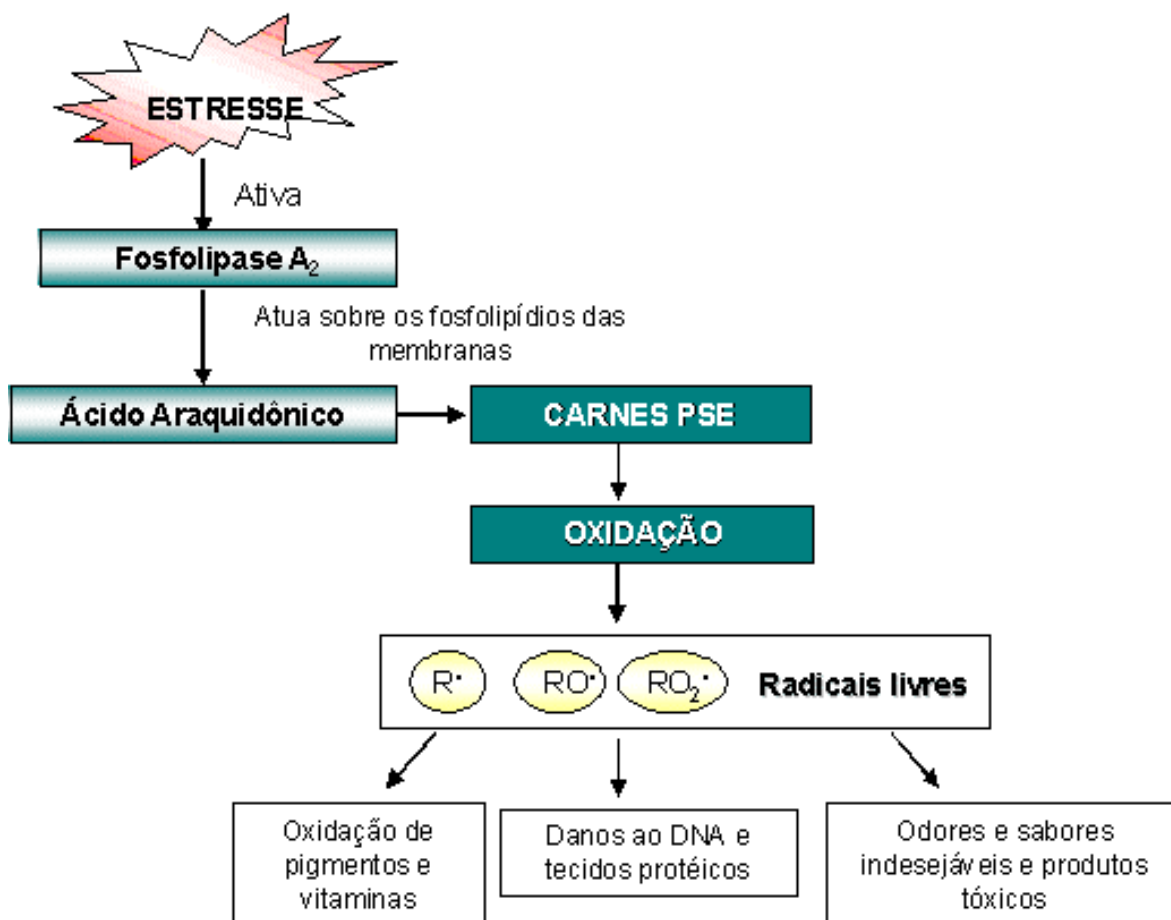 ESTRESSE
Ativa
Fosfolipase A₂
Atua sobre os fosfolipídios das
membranas
Ácido Araquidônico
CARNES PSE
OXIDAÇÃO
R• RO• RO₂• Radicais livres
Oxidação de
pigmentos e
vitaminas
Danos ao DNA e
tecidos protéicos
Odores e sabores
indesejáveis e produtos
tóxicos